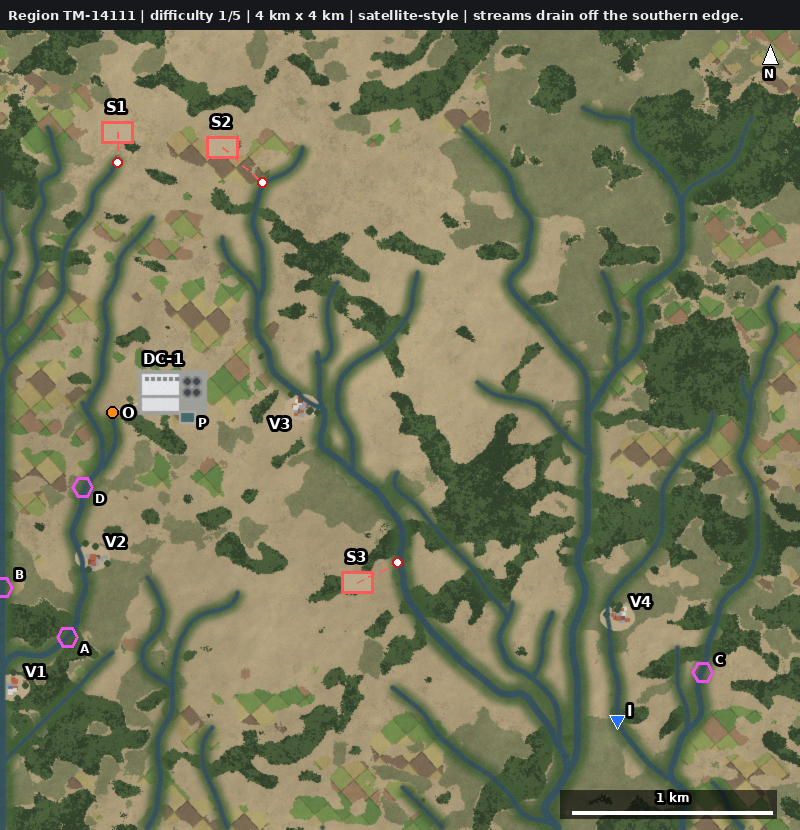 Region TM-14111 | difficulty 1/5 | 4 km x 4 km | satellite-style | streams drain off the southern edge.
N
S1
S2
DC-1
O
P
V3
D
V2
S3
B
V4
A
C
V1
I
1 km